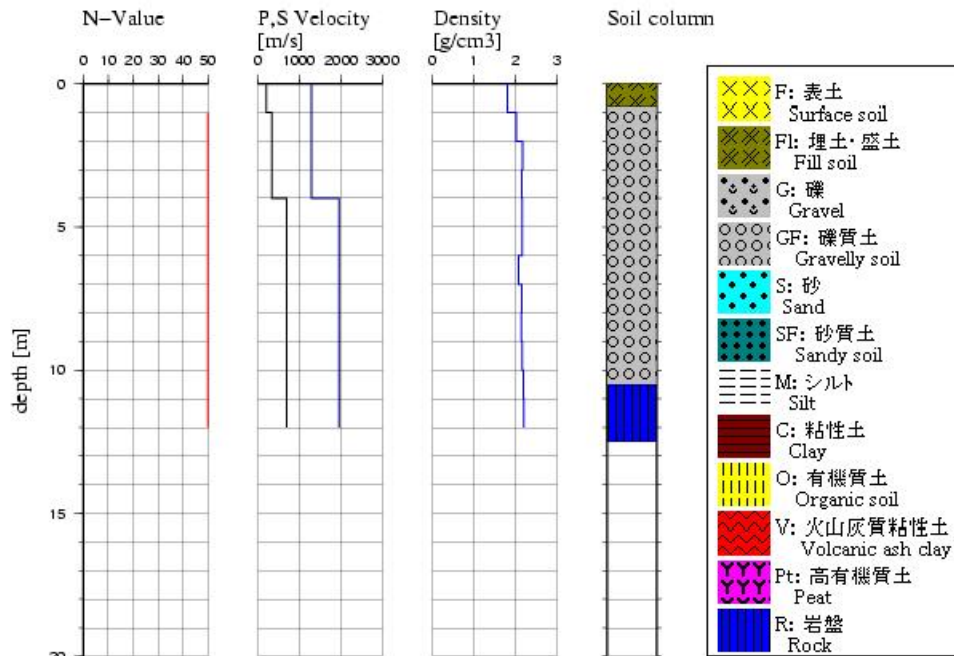 N-Value
P,S Velocity
[m/s]
Density
[g/cm3]
Soil column
0 10 20 30 40 50
0 1000 2000 3000
0 1 2 3
0
5
10
15
20
depth [m]
F: 表土
Surface soil
Fl: 埋土・盛土
Fill soil
G: 礫
Gravel
GF: 礫質土
Gravelly soil
S: 砂
Sand
SF: 砂質土
Sandy soil
M: シルト
Silt
C: 粘性土
Clay
O: 有機質土
Organic soil
V: 火山灰質粘性土
Volcanic ash clay
Pt: 高有機質土
Peat
R: 岩盤
Rock